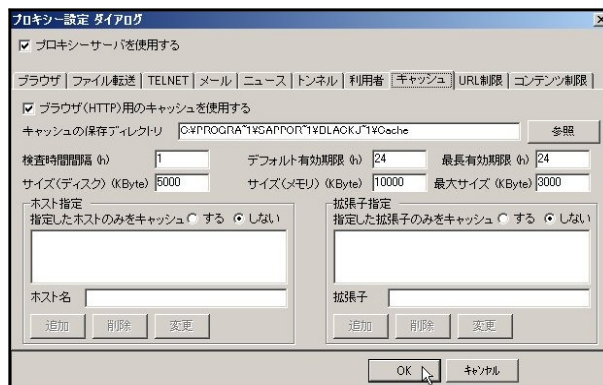 プロキシー設定 ダイアログ
プロキシーサーバを使用する
ブラウザ ファイル転送 TELNET メール ニュース トンネル 利用者 キャッシュ URL制限 コンテンツ制限
ブラウザ(HTTP)用のキャッシュを使用する
キャッシュの保存ディレクトリ C:¥PROGRA~1¥SAPPOR~1¥BLACKJ~1¥Cache 参照
検査時間間隔 (h) 1 デフォルト有効期限 (h) 24 最長有効期限 (h) 24
サイズ(ディスク) (KByte) 5000 サイズ(メモリ) (KByte) 10000 最大サイズ (KByte) 3000
ホスト指定 拡張子指定
指定したホストのみをキャッシュ する しない 指定した拡張子のみをキャッシュ する しない
ホスト名 拡張子
追加 削除 変更 追加 削除 変更
OK キャンセル